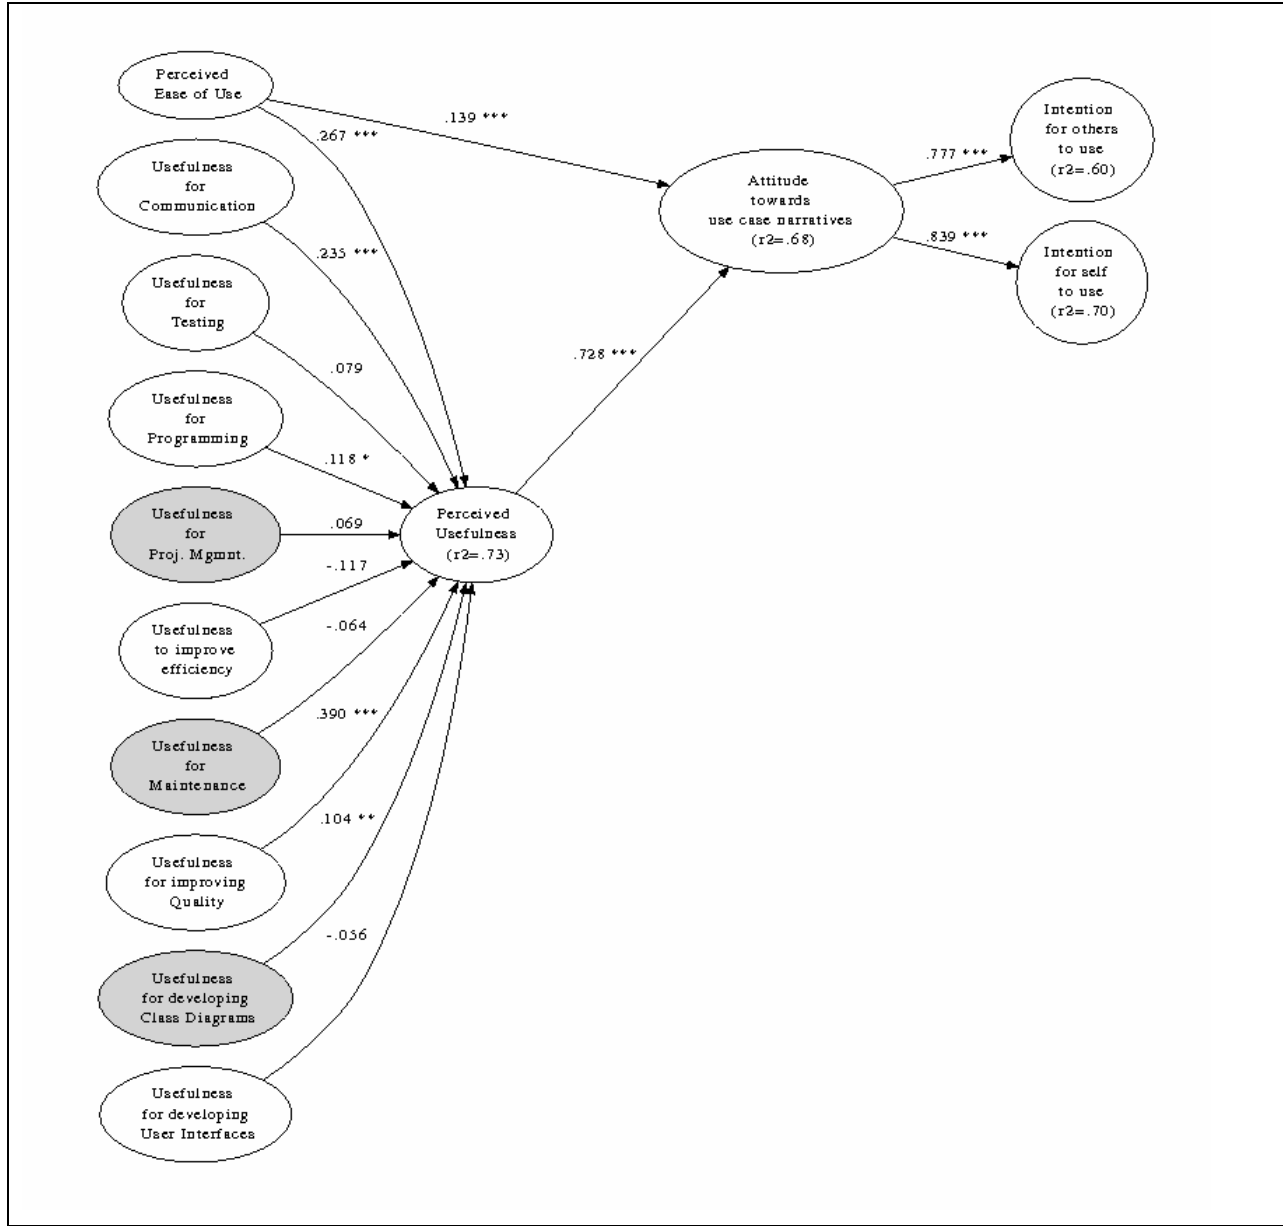 Perceived
Ease of Use
.267 ***
.139 ***
Usefulness
for
Communication
.235 ***
Usefulness
for
Testing
.079
Usefulness
for
Programming
.118 *
Usefulness
for
Proj. Mgmnt.
.069
Usefulness
to improve
efficiency
-.117
Usefulness
for
Maintenance
-.064
Usefulness
for improving
Quality
.390 ***
Usefulness
for developing
Class Diagrams
.104 **
Usefulness
for developing
User Interfaces
-.036
Perceived
Usefulness
(r2=.73)
.728 ***
Attitude
towards
use case narratives
(r2=.68)
.777 ***
.839 ***
Intention
for others
to use
(r2=.60)
Intention
for self
to use
(r2=.70)